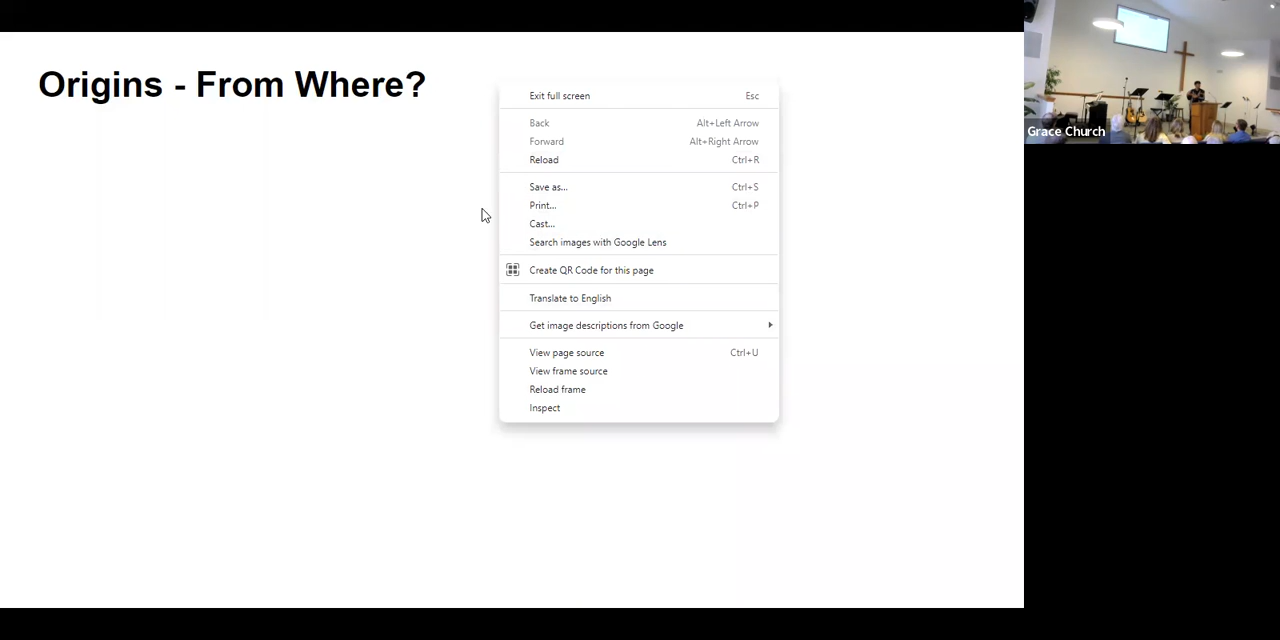 Origins - From Where?
Exit full screen Esc
Back Alt+Left Arrow
Forward Alt+Right Arrow
Reload Ctrl+R
Save as... Ctrl+S
Print... Ctrl+P
Cast...
Search images with Google Lens
Create QR Code for this page
Translate to English
Get image descriptions from Google
View page source Ctrl+U
View frame source
Reload frame
Inspect
Grace Church